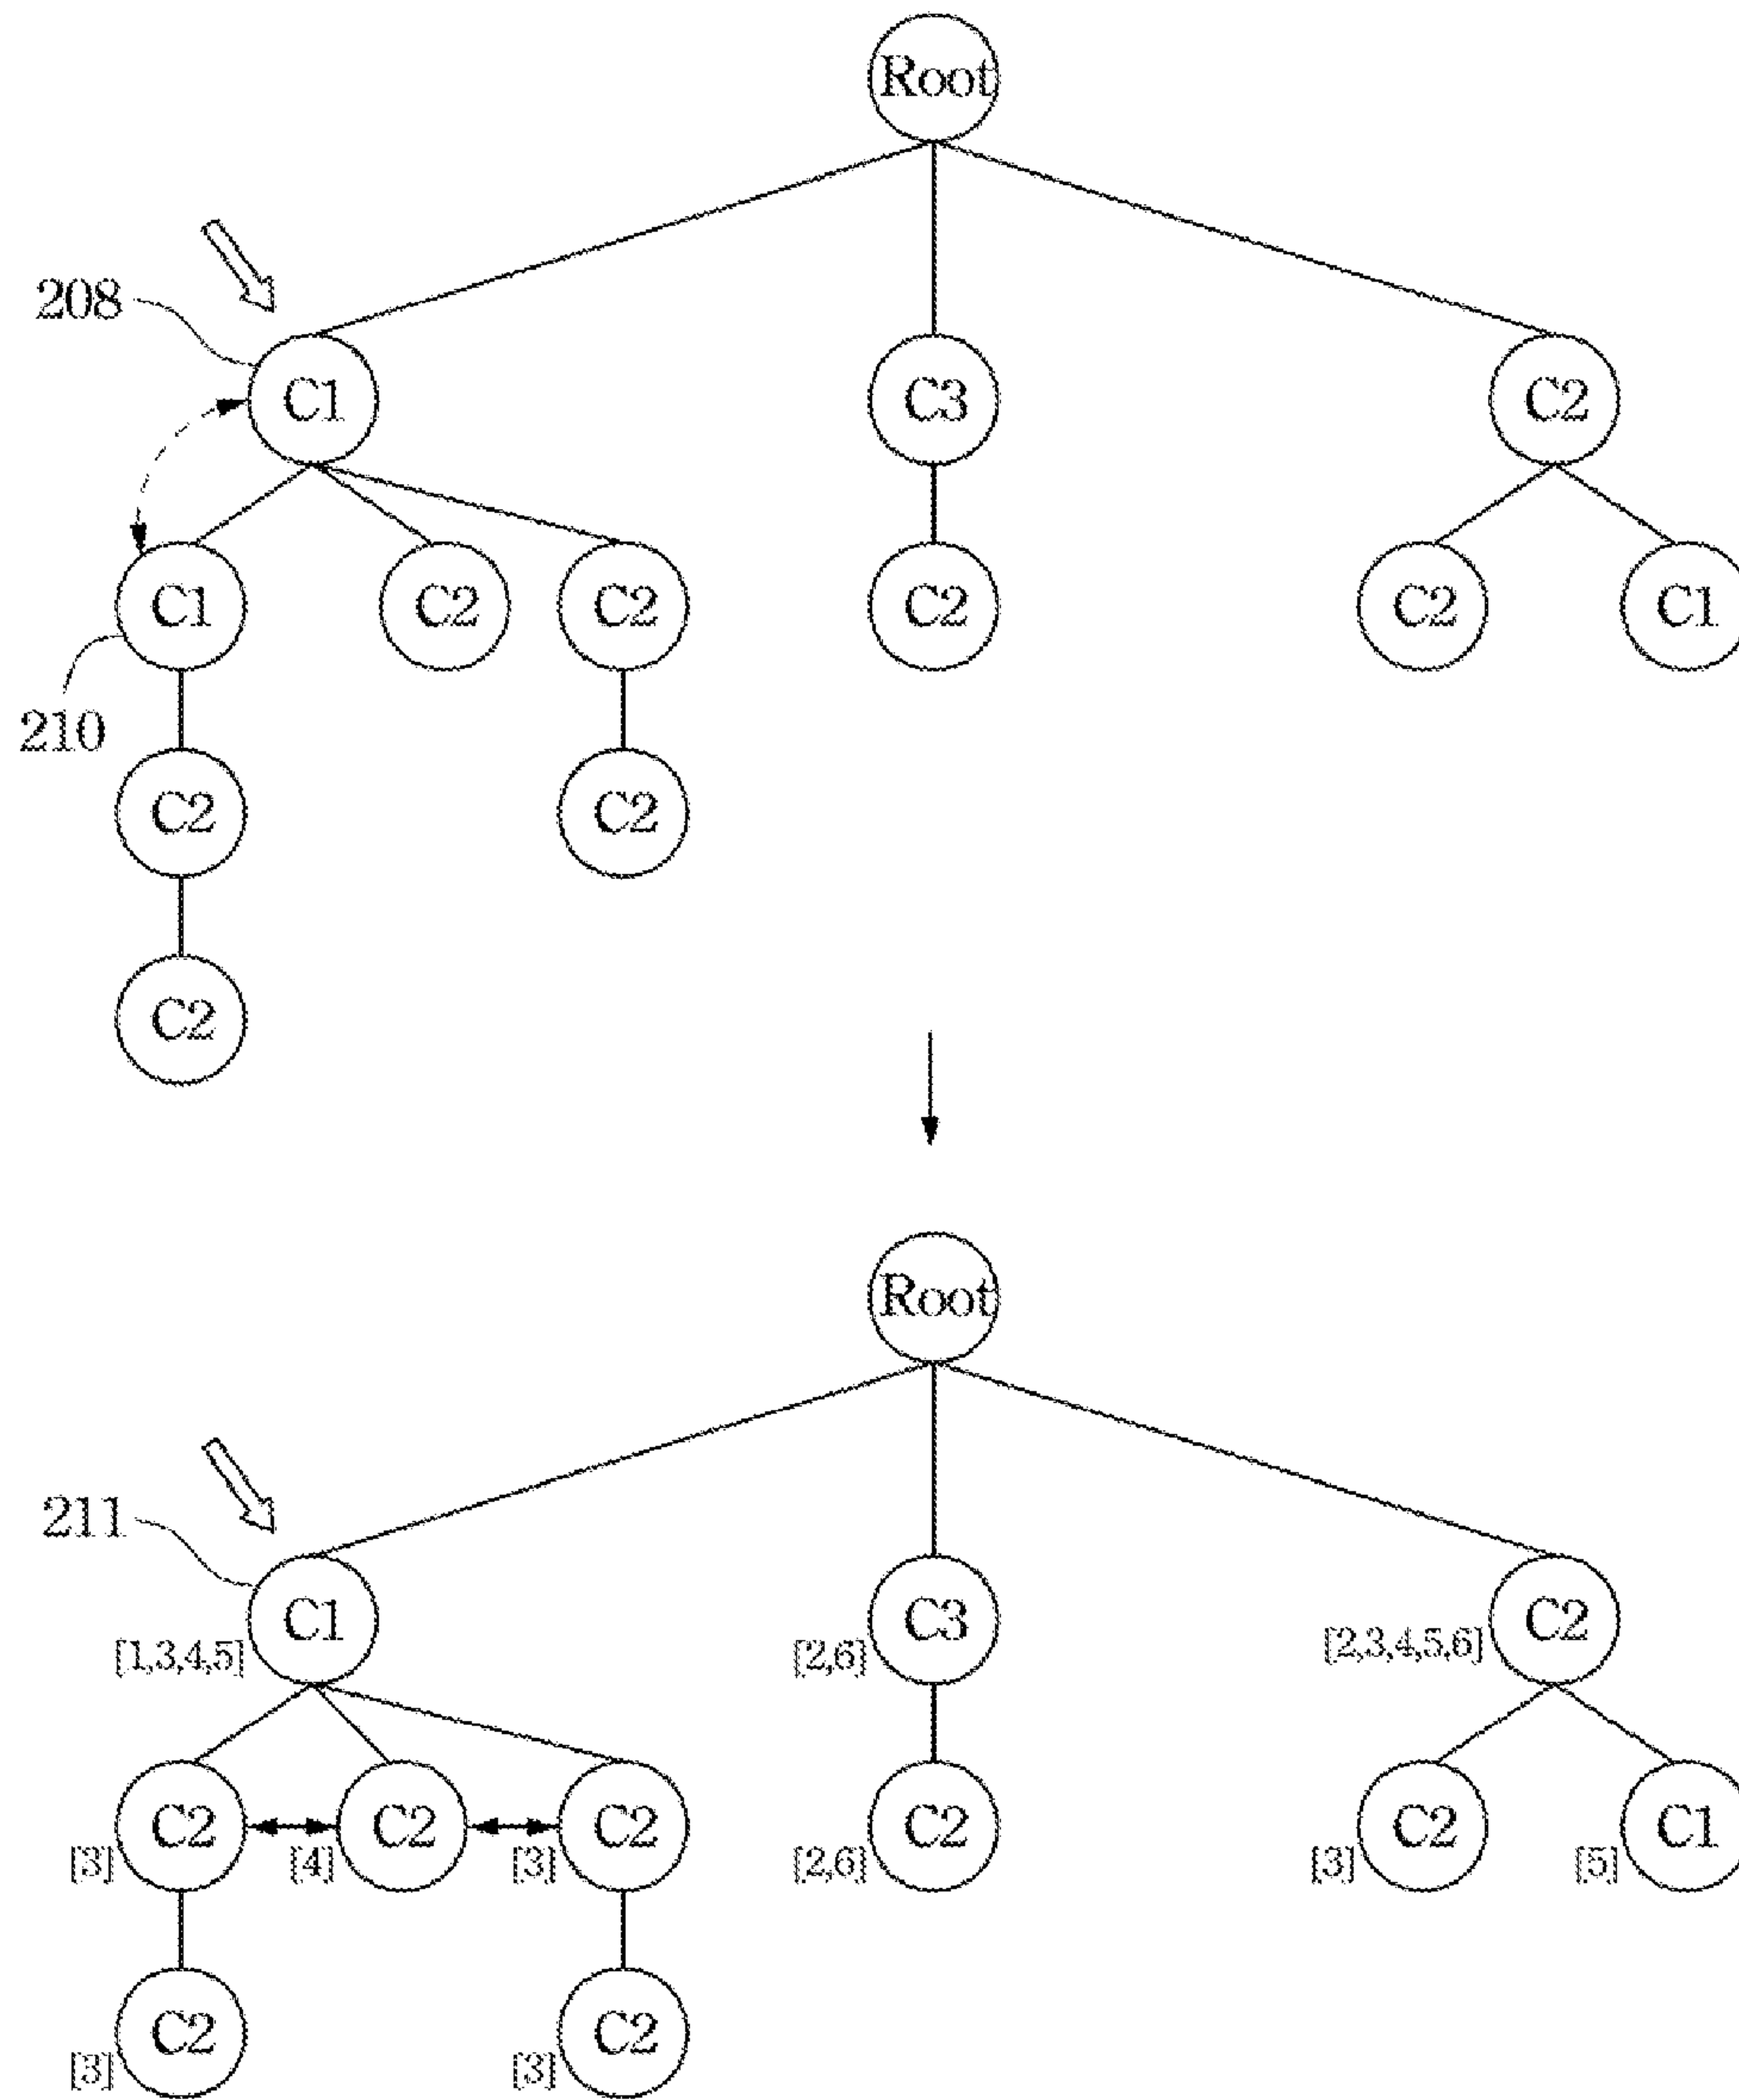 Root
208
C1 C3 C2
C1 C2 C2 C2 C2 C1
210
C2 C2
C2
Root
211
C1 C3 C2
[1,3,4,5] [2,6] [2,3,4,5,6]
C2 C2 C2 C2 C2 C1
[3] [4] [3] [2,6] [3] [5]
C2 C2
[3] [3]